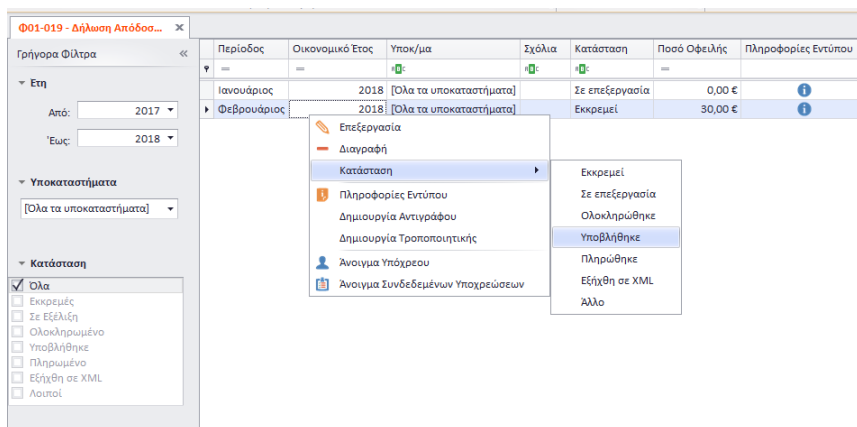 Φ01-019 - Δήλωση Απόδοσ...
Γρήγορα Φίλτρα
Έτη
Από: 2017
Έως: 2018
Υποκαταστήματα
[Όλα τα υποκαταστήματα]
Κατάσταση
Όλα
Εκκρεμές
Σε Εξέλιξη
Ολοκληρωμένο
Υποβλήθηκε
Πληρωμένο
Εξήχθη σε XML
Λοιποί
Περίοδος Οικονομικό Έτος Υποκ/μα Σχόλια Κατάσταση Ποσό Οφειλής Πληροφορίες Εντύπου
Ιανουάριος 2018 [Όλα τα υποκαταστήματα] Σε επεξεργασία 0,00 €
Φεβρουάριος 2018 [Όλα τα υποκαταστήματα] Εκκρεμεί 30,00 €
Επεξεργασία
Διαγραφή
Κατάσταση
Πληροφορίες Εντύπου
Δημιουργία Αντιγράφου
Δημιουργία Τροποποιητικής
Άνοιγμα Υπόχρεου
Άνοιγμα Συνδεδεμένων Υποχρεώσεων
Εκκρεμεί
Σε επεξεργασία
Ολοκληρώθηκε
Υποβλήθηκε
Πληρώθηκε
Εξήχθη σε XML
Άλλο